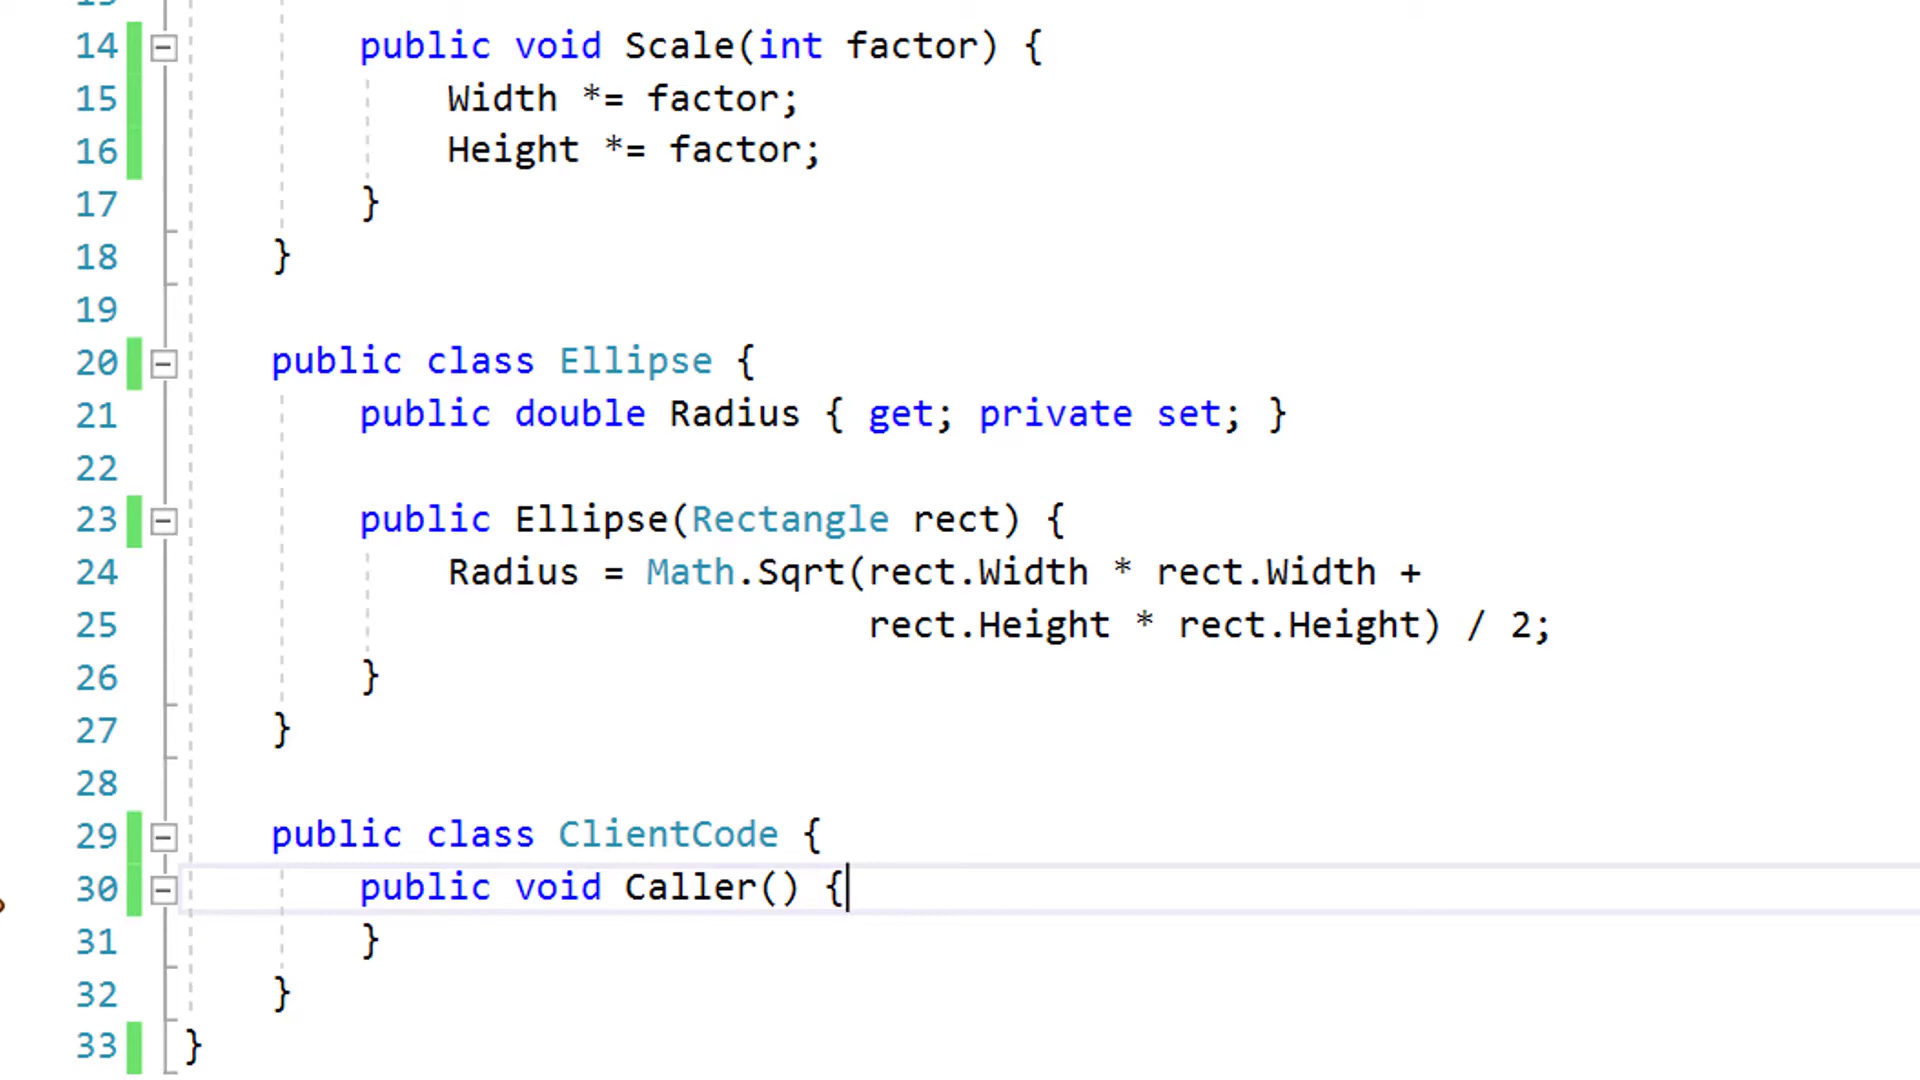 14 public void Scale(int factor) {
15 Width *= factor;
16 Height *= factor;
17 }
18 }
19
20 public class Ellipse {
21 public double Radius { get; private set; }
22
23 public Ellipse(Rectangle rect) {
24 Radius = Math.Sqrt(rect.Width * rect.Width +
25 rect.Height * rect.Height) / 2;
26 }
27 }
28
29 public class ClientCode {
30 public void Caller() {
31 }
32 }
33 }